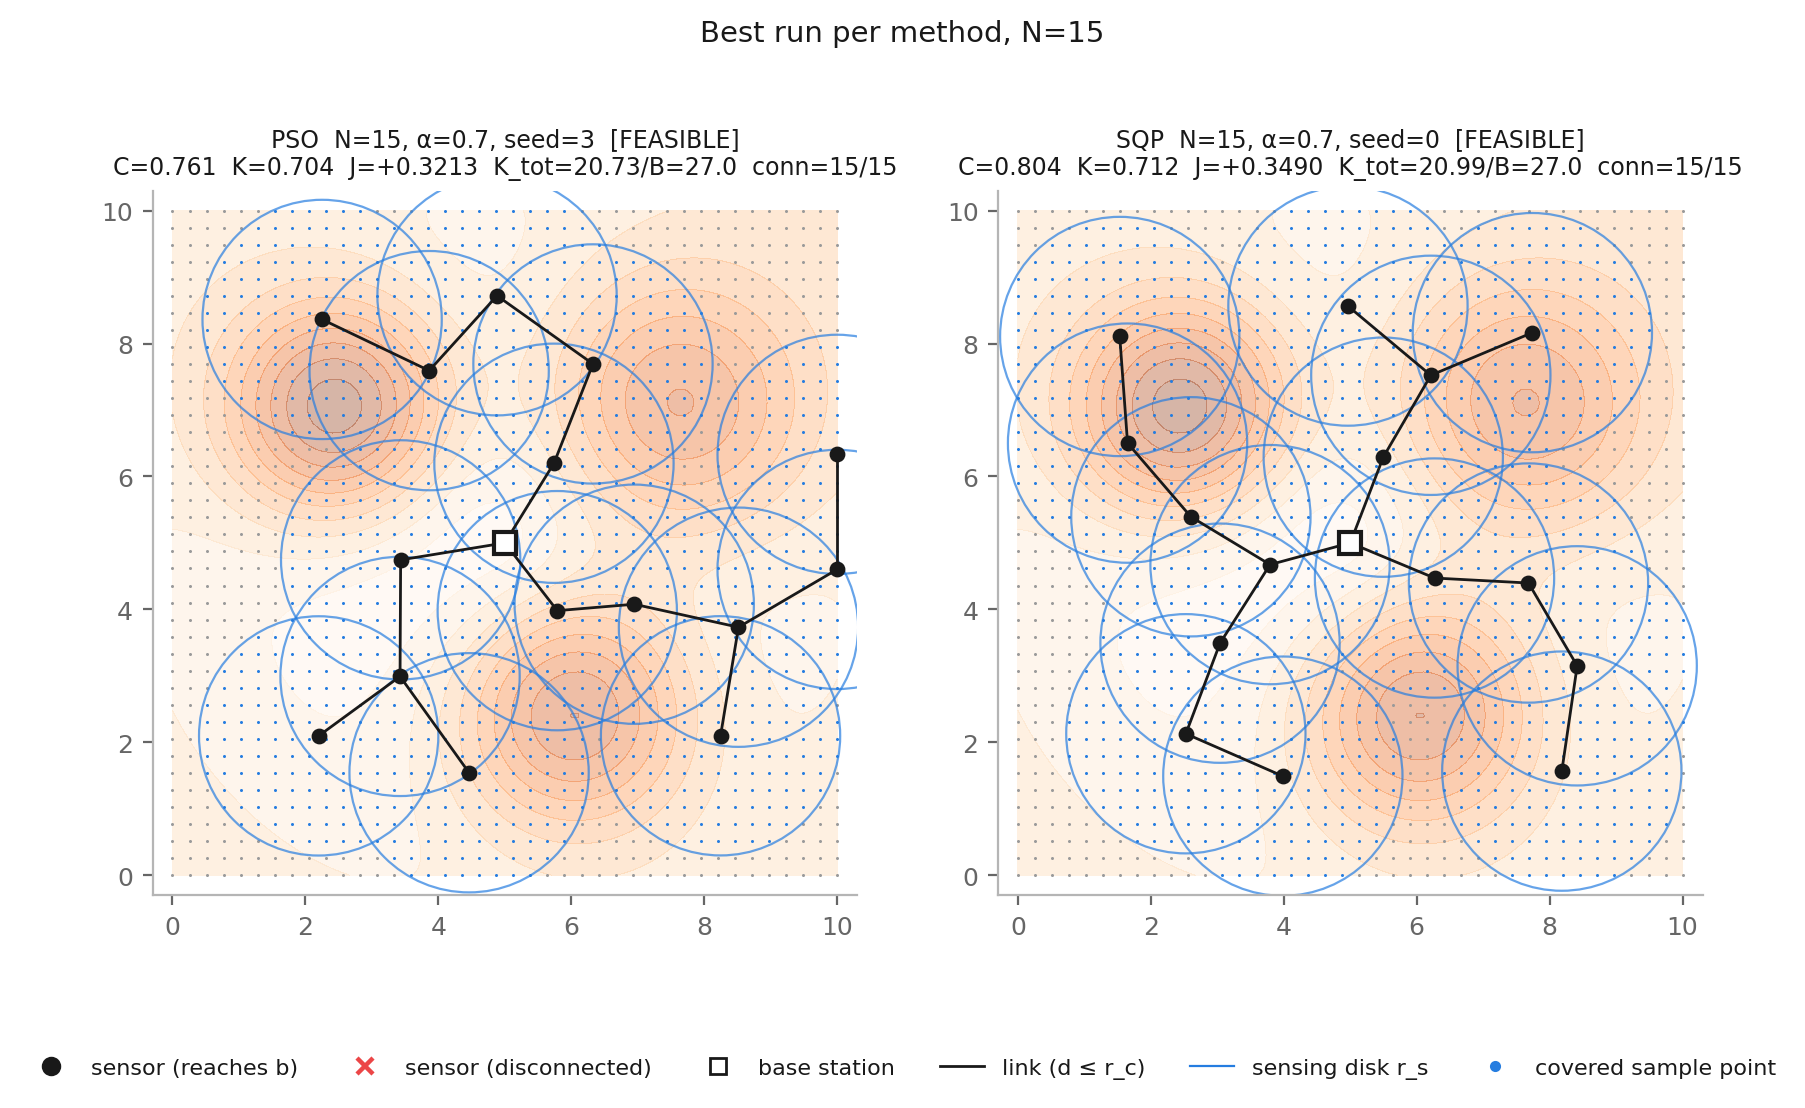 Best run per method, N=15
PSO  N=15, α=0.7, seed=3  [FEASIBLE]
C=0.761  K=0.704  J=+0.3213  K_tot=20.73/B=27.0  conn=15/15
10
8
6
4
2
0
0 2 4 6 8 10
SQP  N=15, α=0.7, seed=0  [FEASIBLE]
C=0.804  K=0.712  J=+0.3490  K_tot=20.99/B=27.0  conn=15/15
10
8
6
4
2
0
0 2 4 6 8 10
sensor (reaches b)
sensor (disconnected)
base station
link (d ≤ r_c)
sensing disk r_s
covered sample point